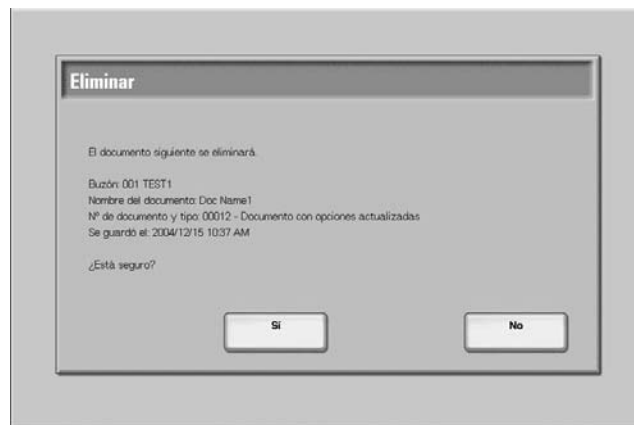 Eliminar
El documento siguiente se eliminará.
Buzón: 001 TEST1
Nombre del documento: Doc Name1
Nº de documento y tipo: 00012 - Documento con opciones actualizadas
Se guardó el: 2004/12/15 10:37 AM
¿Està seguro?
Sí
No